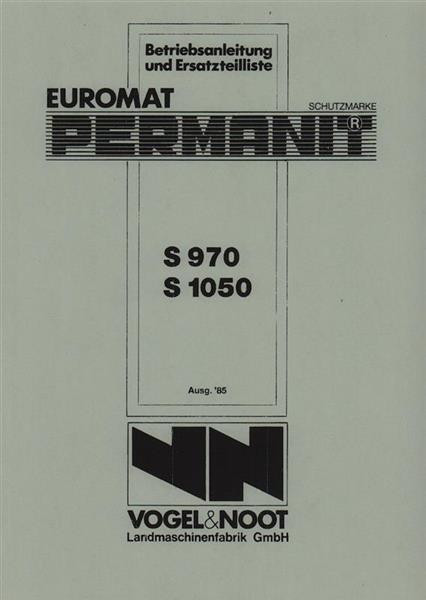 Betriebsanleitung
und Ersatzteilliste
EUROMAT
SCHUTZMARKE
PERMANIT®
S 970
S 1050
Ausg. '85
VN
VOGEL&NOOT
Landmaschinenfabrik GmbH